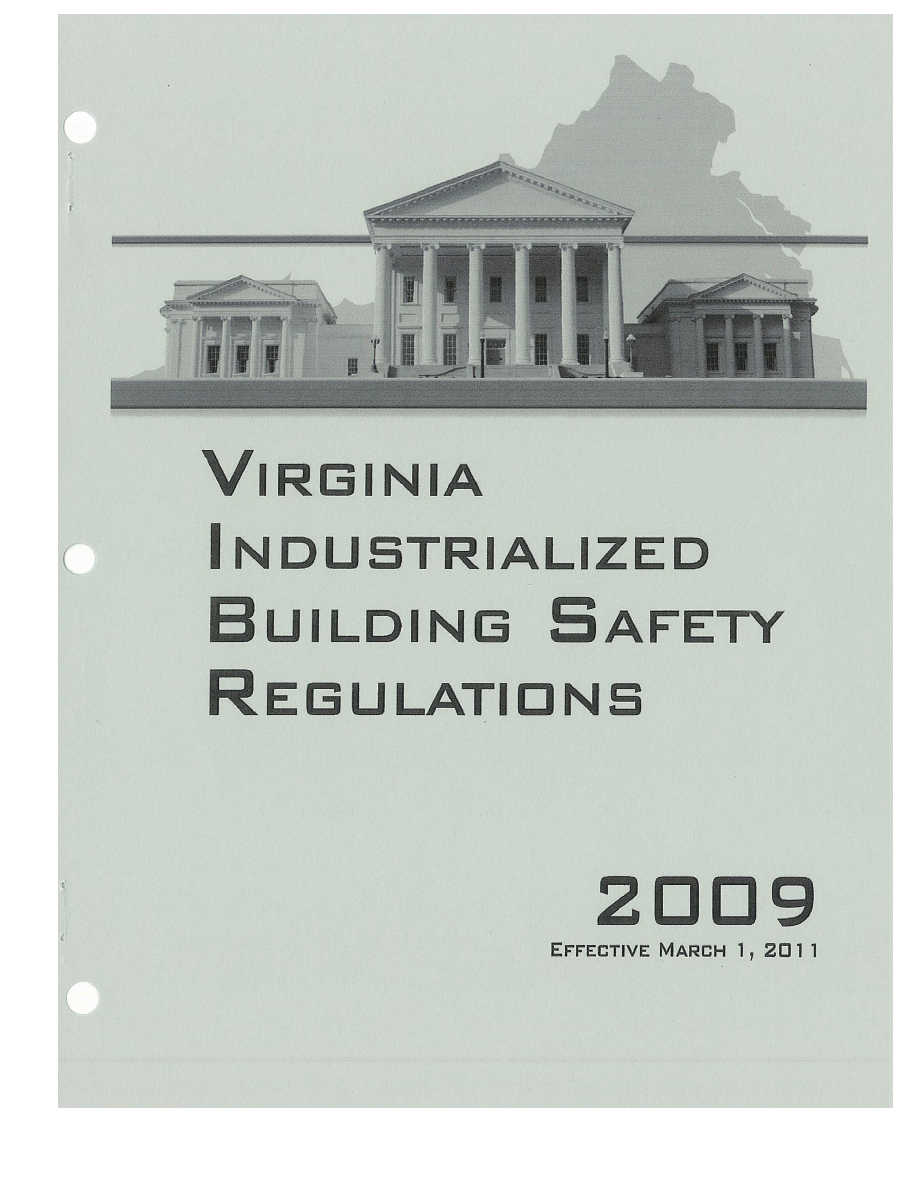 VIRGINIA
INDUSTRIALIZED
BUILDING SAFETY
REGULATIONS
2009
EFFECTIVE MARCH 1, 2011